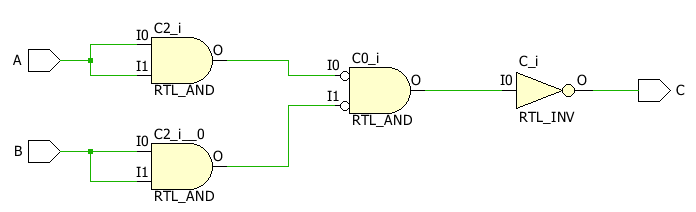 C2_i
I0
O
A
I1
RTL_AND
C0_i
I0
O
I1
RTL_AND
C_i
I0
O
C
RTL_INV
C2_i__0
I0
O
B
I1
RTL_AND